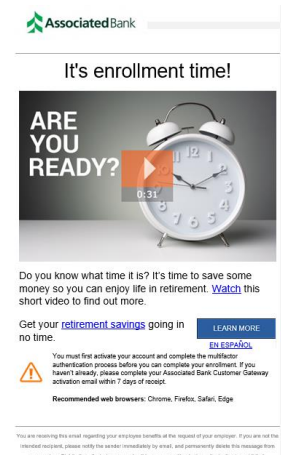 Associated Bank
It's enrollment time!
ARE
YOU
READY?
12
0:31
Do you know what time it is? It's time to save some
money so you can enjoy life in retirement. Watch this
short video to find out more.
Get your retirement savings going in
no time.
LEARN MORE
EN ESPAÑOL
You must first activate your account and complete the multifactor
authentication process before you can complete your enrollment. If you
haven't already, please complete your Associated Bank Customer Gateway
activation email within 7 days of receipt.
Recommended web browsers: Chrome, Firefox, Safari, Edge
You are receiving this email regarding your employee benefits at the request of your employer. If you are not the
intended recipient, please notify the sender immediately by email, and permanently delete this message from